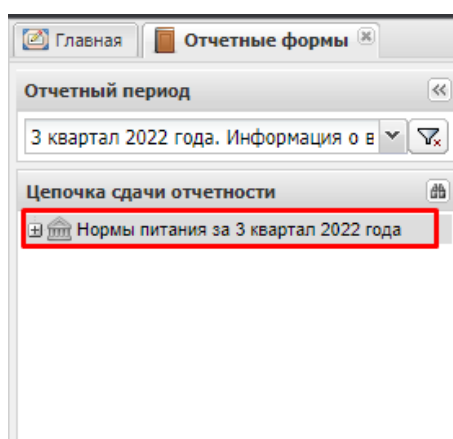 Главная Отчетные формы
Отчетный период
3 квартал 2022 года. Информация о в
Цепочка сдачи отчетности
Нормы питания за 3 квартал 2022 года